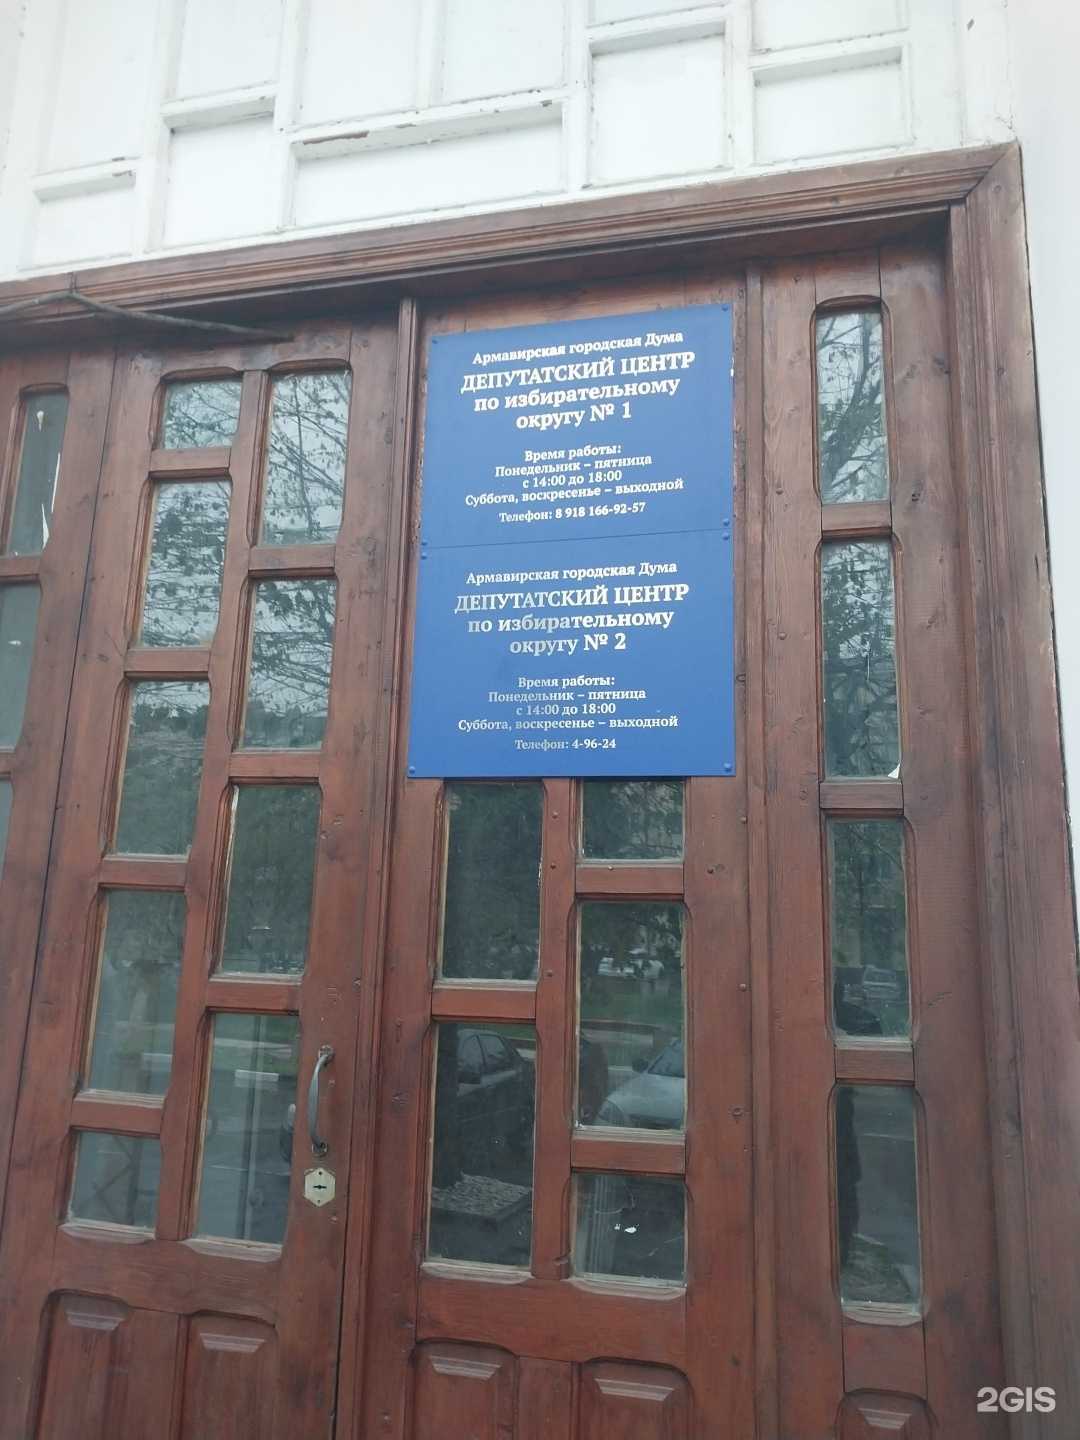 Армавирская городская Дума
ДЕПУТАТСКИЙ ЦЕНТР
по избирательному
округу № 1
Время работы:
Понедельник – пятница
с 14:00 до 18:00
Суббота, воскресенье – выходной
Телефон: 8 918 166-92-57
Армавирская городская Дума
ДЕПУТАТСКИЙ ЦЕНТР
по избирательному
округу № 2
Время работы:
Понедельник – пятница
с 14:00 до 18:00
Суббота, воскресенье – выходной
Телефон: 4-96-24
2GIS